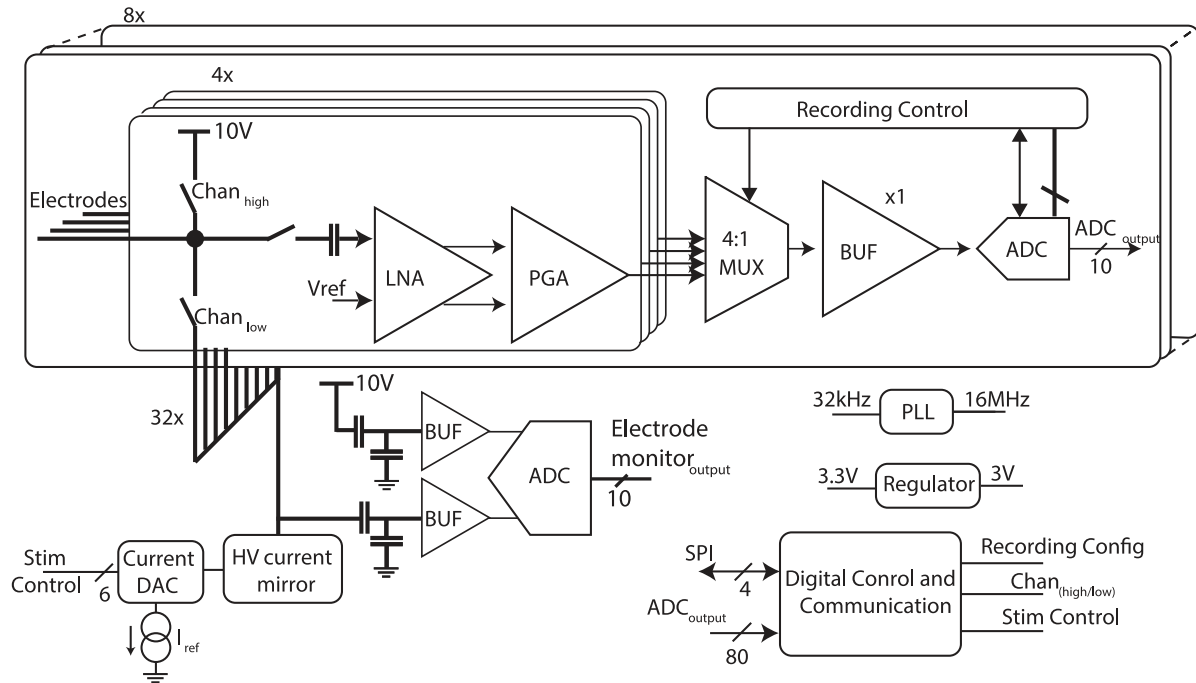 8x
4x
10V
Recording Control
Electrodes
Chan high
x1
4:1
MUX
BUF
ADC
ADC output
10
LNA
PGA
Vref
Chan low
32x
10V
BUF
BUF
ADC
Electrode
monitor output
10
32kHz
PLL
16MHz
3.3V
Regulator
3V
Stim
Control
6
Current
DAC
HV current
mirror
I ref
SPI
4
ADC output
80
Digital Conrol and
Communication
Recording Config
Chan (high/low)
Stim Control